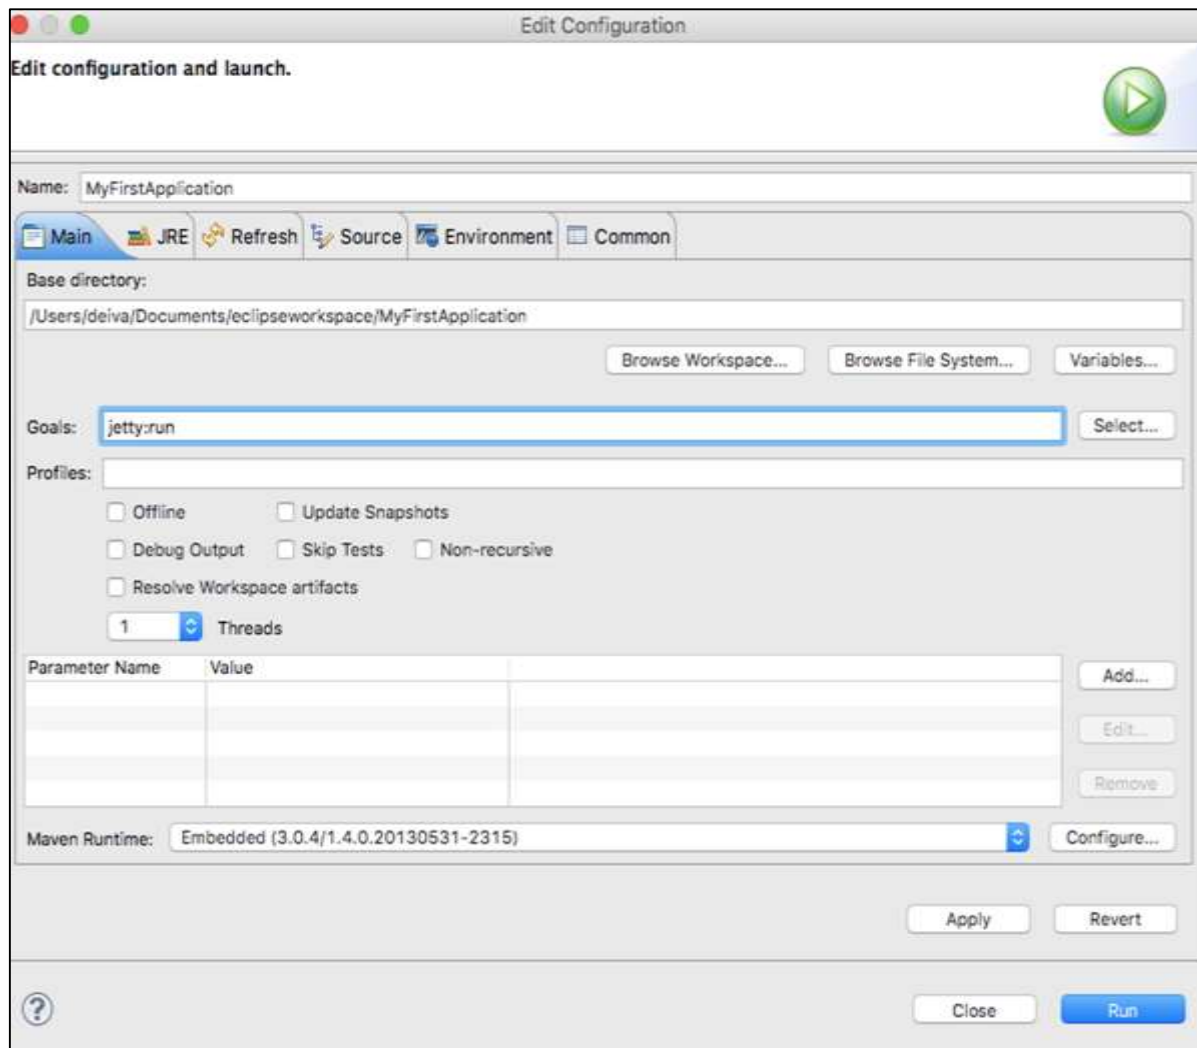 Edit Configuration
Edit configuration and launch.
Name: MyFirstApplication
Main JRE Refresh Source Environment Common
Base directory:
/Users/deiva/Documents/eclipseworkspace/MyFirstApplication
Browse Workspace... Browse File System... Variables...
Goals: jetty:run Select...
Profiles:
Offline Update Snapshots
Debug Output Skip Tests Non-recursive
Resolve Workspace artifacts
1 Threads
Parameter Name Value
Add...
Edit...
Remove
Maven Runtime: Embedded (3.0.4/1.4.0.20130531-2315) Configure...
Apply Revert
? Close Run